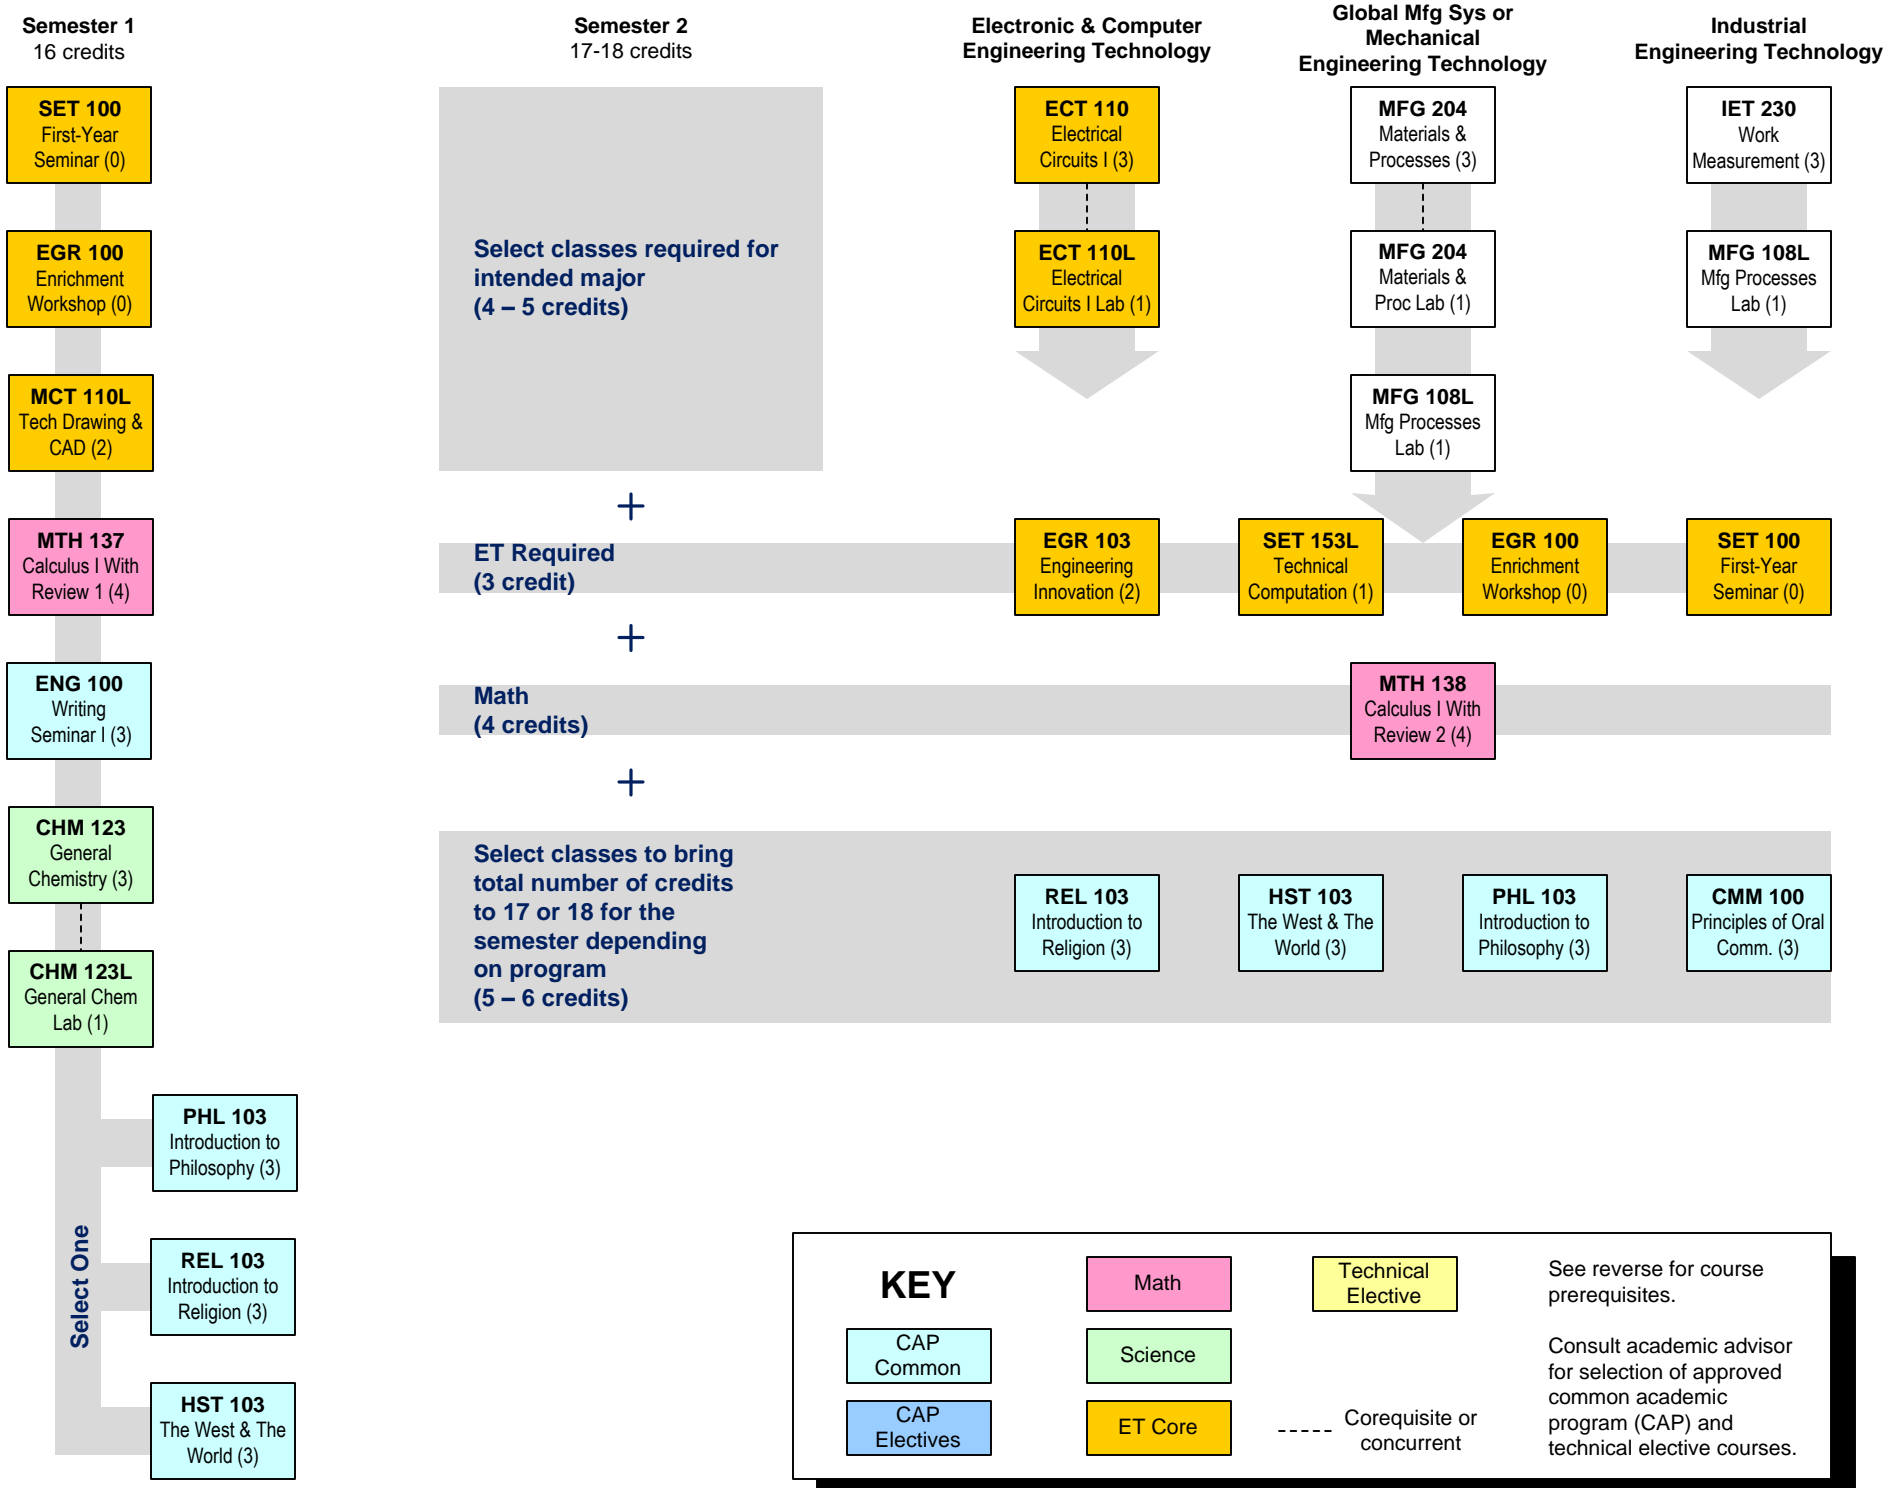 Semester 1
16 credits
SET 100
First-Year
Seminar (0)
EGR 100
Enrichment
Workshop (0)
MCT 110L
Tech Drawing &
CAD (2)
MTH 137
Calculus I With
Review 1 (4)
ENG 100
Writing
Seminar I (3)
CHM 123
General
Chemistry (3)
CHM 123L
General Chem
Lab (1)
Select One
PHL 103
Introduction to
Philosophy (3)
REL 103
Introduction to
Religion (3)
HST 103
The West & The
World (3)
Semester 2
17-18 credits
Select classes required for
intended major
(4 – 5 credits)
+
ET Required
(3 credit)
+
Math
(4 credits)
+
Select classes to bring
total number of credits
to 17 or 18 for the
semester depending
on program
(5 – 6 credits)
Electronic & Computer
Engineering Technology
ECT 110
Electrical
Circuits I (3)
ECT 110L
Electrical
Circuits I Lab (1)
Global Mfg Sys or
Mechanical
Engineering Technology
MFG 204
Materials &
Processes (3)
MFG 204
Materials &
Proc Lab (1)
MFG 108L
Mfg Processes
Lab (1)
Industrial
Engineering Technology
IET 230
Work
Measurement (3)
MFG 108L
Mfg Processes
Lab (1)
EGR 103
Engineering
Innovation (2)
SET 153L
Technical
Computation (1)
EGR 100
Enrichment
Workshop (0)
SET 100
First-Year
Seminar (0)
MTH 138
Calculus I With
Review 2 (4)
REL 103
Introduction to
Religion (3)
HST 103
The West & The
World (3)
PHL 103
Introduction to
Philosophy (3)
CMM 100
Principles of Oral
Comm. (3)
KEY
CAP
Common
CAP
Electives
Math
Science
ET Core
Technical
Elective
Corequisite or
concurrent
See reverse for course
prerequisites.
Consult academic advisor
for selection of approved
common academic
program (CAP) and
technical elective courses.